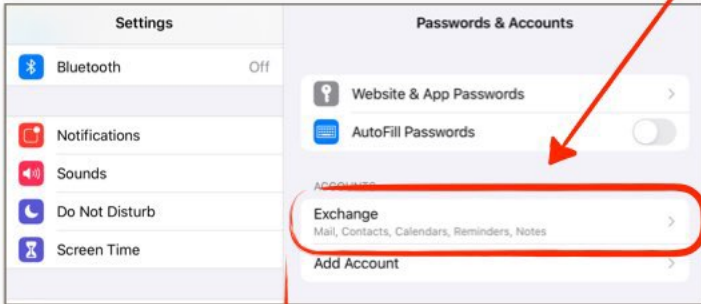 Settings
Bluetooth Off
Notifications
Sounds
Do Not Disturb
Screen Time
Passwords & Accounts
Website & App Passwords
AutoFill Passwords
ACCOUNTS
Exchange
Mail, Contacts, Calendars, Reminders, Notes
Add Account